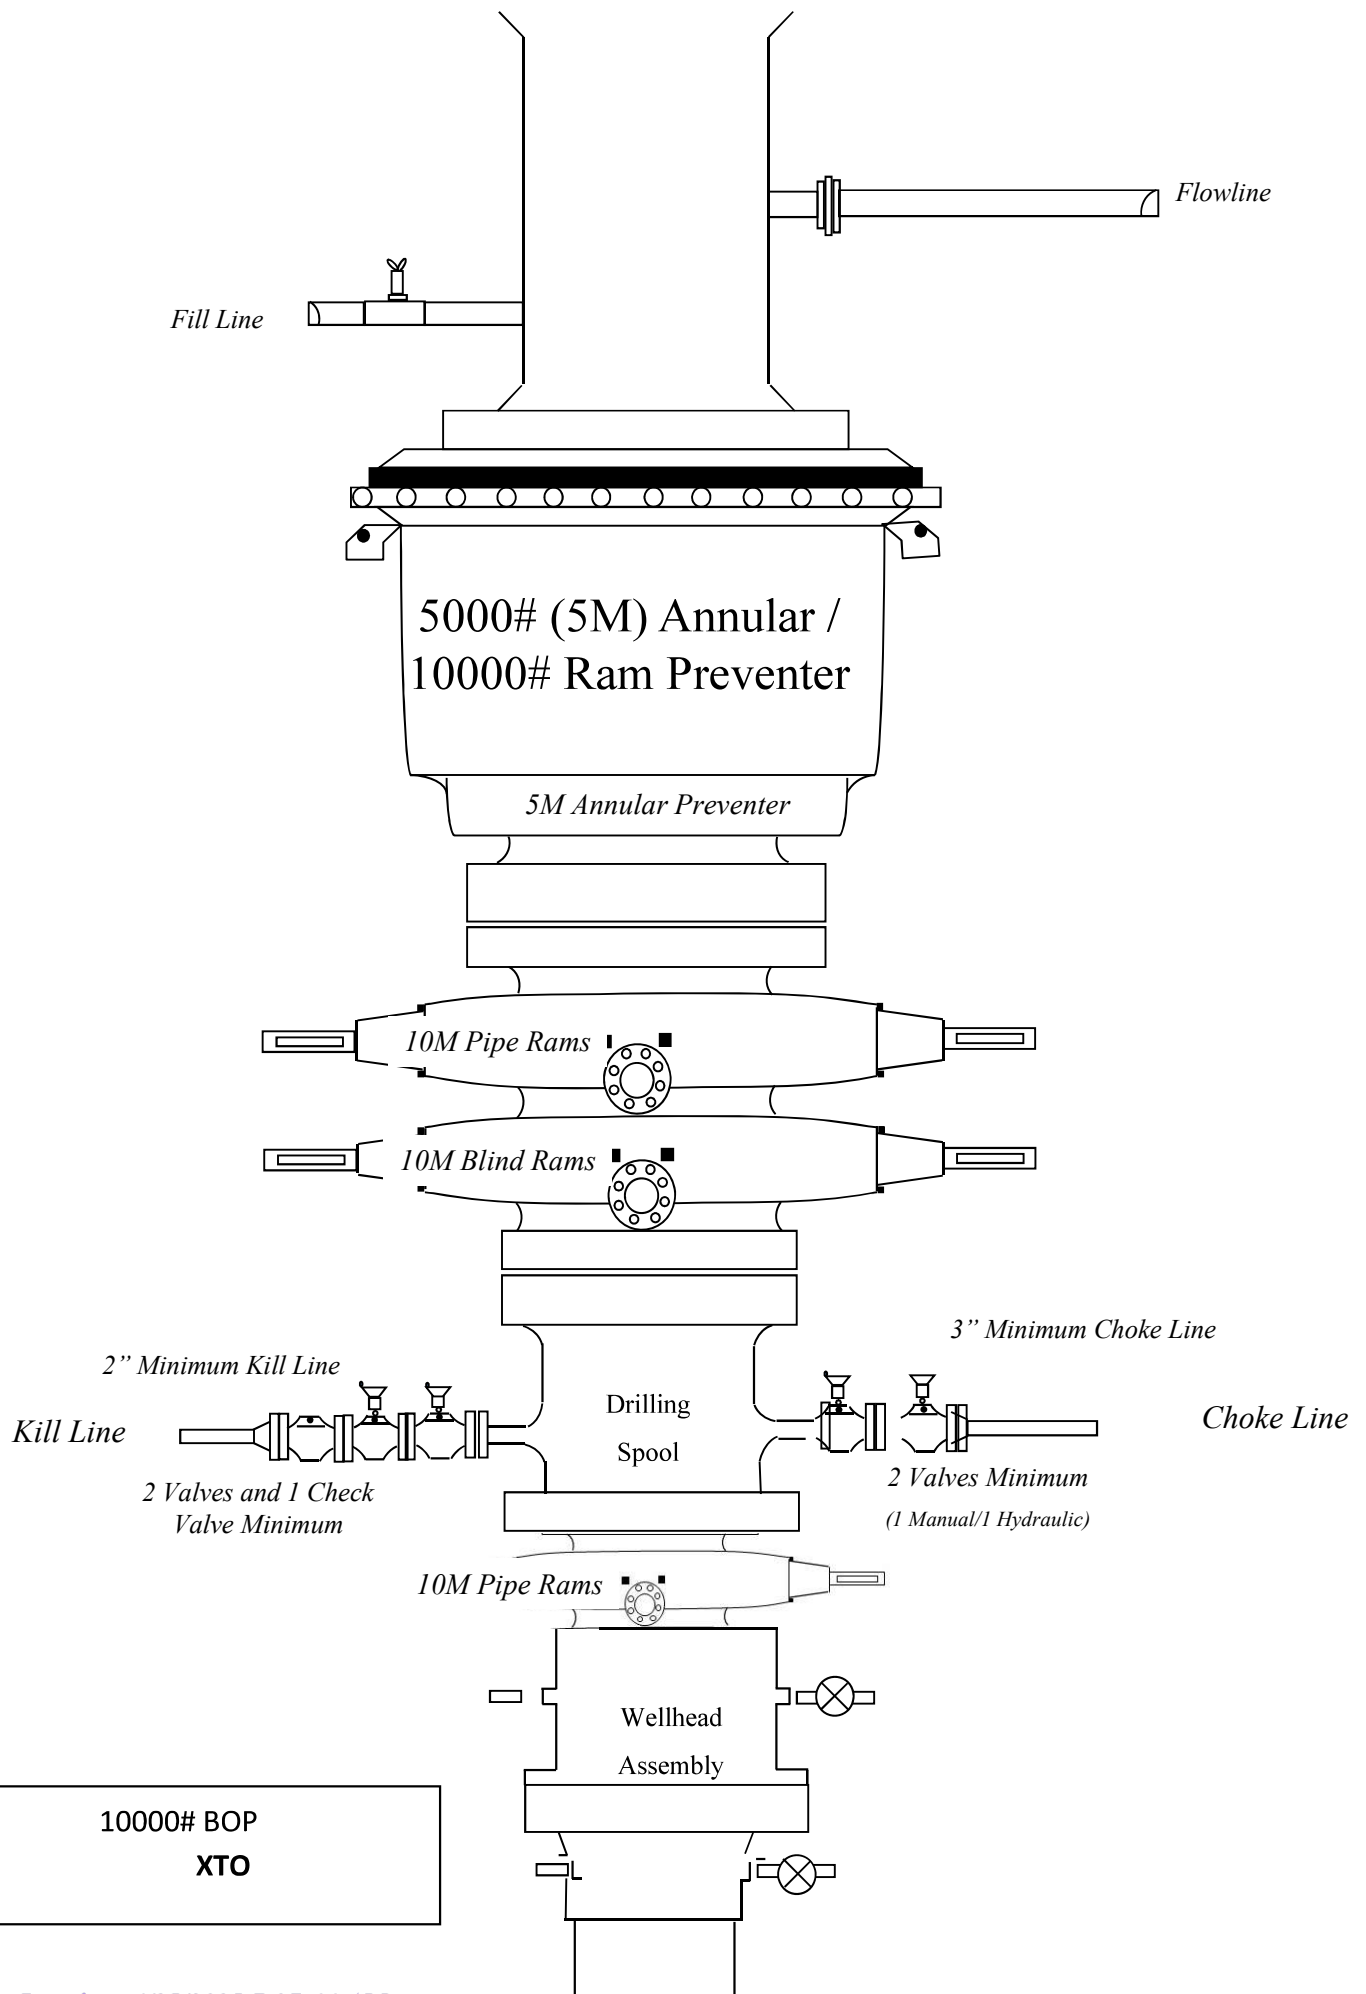 Flowline
Fill Line
5000# (5M) Annular /
10000# Ram Preventer
5M Annular Preventer
10M Pipe Rams
10M Blind Rams
3” Minimum Choke Line
2” Minimum Kill Line
Drilling
Spool
Kill Line
Choke Line
2 Valves and 1 Check
Valve Minimum
2 Valves Minimum
(1 Manual/1 Hydraulic)
10M Pipe Rams
Wellhead
Assembly
10000# BOP
XTO